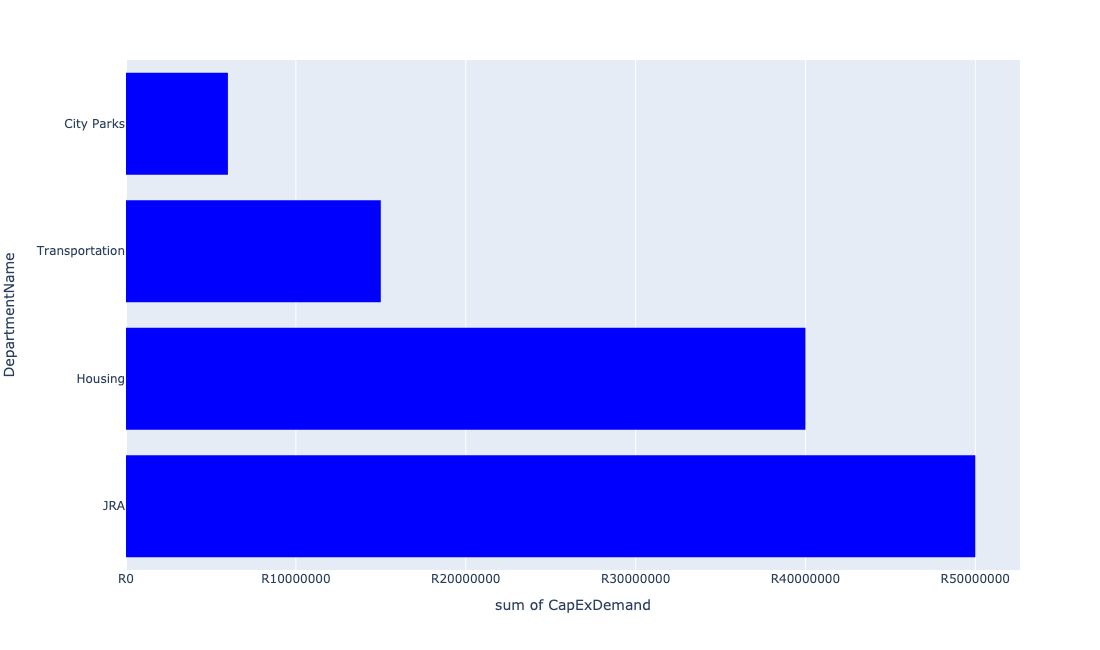 City Parks
Transportation
Housing
JRA
DepartmentName
R0
R10000000
R20000000
R30000000
R40000000
R50000000
sum of CapExDemand